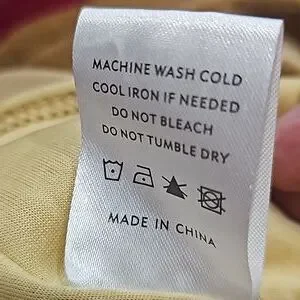 MACHINE WASH COLD
COOL IRON IF NEEDED
DO NOT BLEACH
DO NOT TUMBLE DRY
MADE IN CHINA